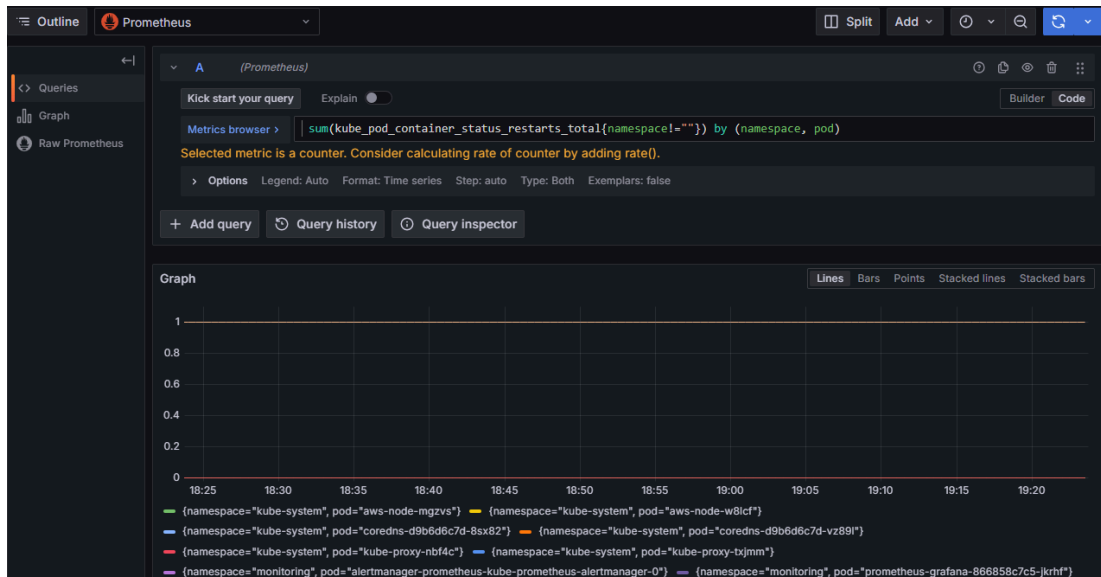 Outline Prometheus Split Add
Queries
Graph
Raw Prometheus
A (Prometheus)
Kick start your query Explain Builder Code
Metrics browser > sum(kube_pod_container_status_restarts_total{namespace!=""}) by (namespace, pod)
Selected metric is a counter. Consider calculating rate of counter by adding rate().
> Options Legend: Auto Format: Time series Step: auto Type: Both Exemplars: false
+ Add query Query history Query inspector
Graph Lines Bars Points Stacked lines Stacked bars
1
0.8
0.6
0.4
0.2
0
18:25 18:30 18:35 18:40 18:45 18:50 18:55 19:00 19:05 19:10 19:15 19:20
{namespace="kube-system", pod="aws-node-mgzvs"} {namespace="kube-system", pod="aws-node-w8lcf"}
{namespace="kube-system", pod="coredns-d9b6d6c7d-8sx82"} {namespace="kube-system", pod="coredns-d9b6d6c7d-vz89l"}
{namespace="kube-system", pod="kube-proxy-nbf4c"} {namespace="kube-system", pod="kube-proxy-txjmm"}
{namespace="monitoring", pod="alertmanager-prometheus-kube-prometheus-alertmanager-0"} {namespace="monitoring", pod="prometheus-grafana-866858c7c5-jkrhf"}